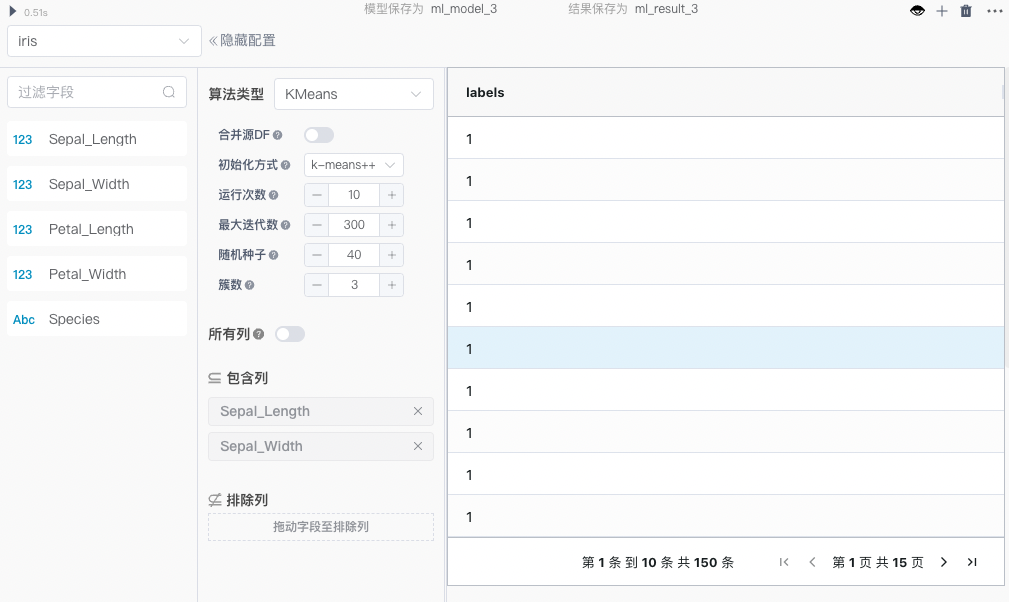 0.51s 模型保存为 ml_model_3 结果保存为 ml_result_3
iris
«隐藏配置
过滤字段
123 Sepal_Length
123 Sepal_Width
123 Petal_Length
123 Petal_Width
Abc Species
算法类型 KMeans
合并源DF
初始化方式 k-means++
运行次数 10
最大迭代数 300
随机种子 40
簇数 3
所有列
⊆ 包含列
Sepal_Length
Sepal_Width
⊈ 排除列
拖动字段至排除列
labels
1
1
1
1
1
1
1
1
1
1
第 1 条 到 10 条 共 150 条 第 1 页 共 15 页